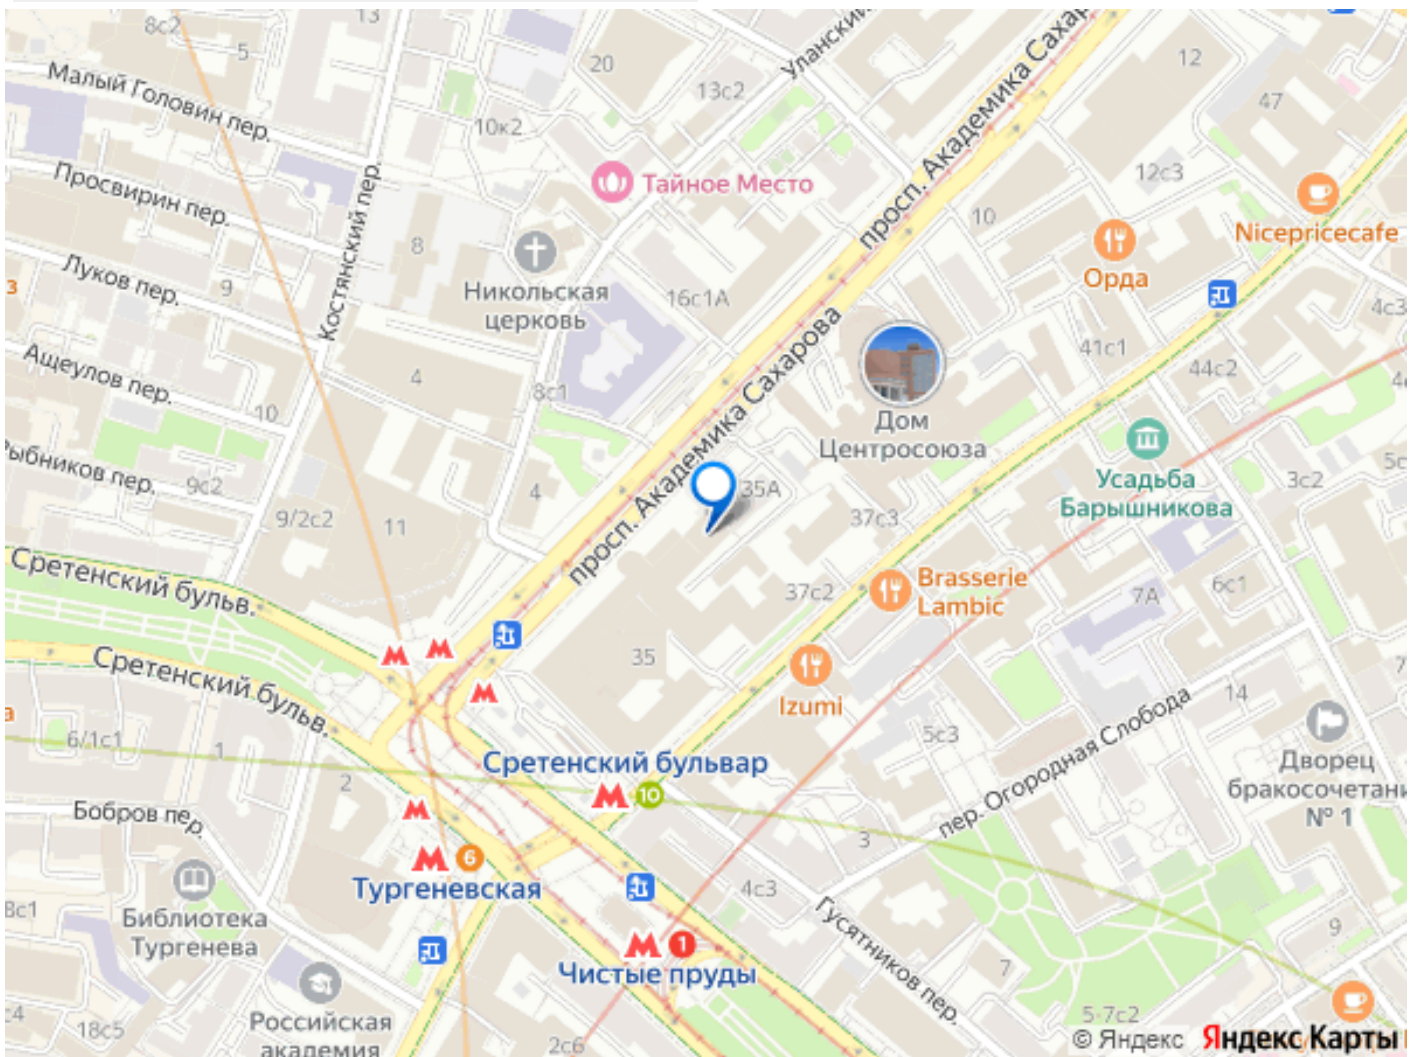 8с2
5
13
Малый Головин пер.
20
Уланский
13с2
10к2
просп. Академика Сахарова
12
47
12с3
Просвирин пер.
Костянский пер.
8
Тайное Место
10
Nicepricecafe
Орда
Луков пер.
9
3
Никольская
церковь
16с1А
4с3
41с1
44с2
Ащеулов пер.
4
8с1
10
просп. Академика Сахарова
Дом
Центросоюза
Усадьба
Барышникова
3с2
9с2
9/2с2
11
4
35А
37с3
Сретенский бульв.
37с2
Brasserie
Lambic
7А
6с1
35
Izumi
Сретенский бульв.
14
5с3
пер. Огородная Слобода
6/1с1
1
2
Сретенский бульвар
10
Дворец
бракосочетани
№ 1
Бобров пер.
6
Тургеневская
3
4с3
Библиотека
Тургенева
8с1
Гусятников пер.
9
1
Чистые пруды
7
5-7с2
Российская
академия
18с5
2с6
© Яндекс Яндекс Карты